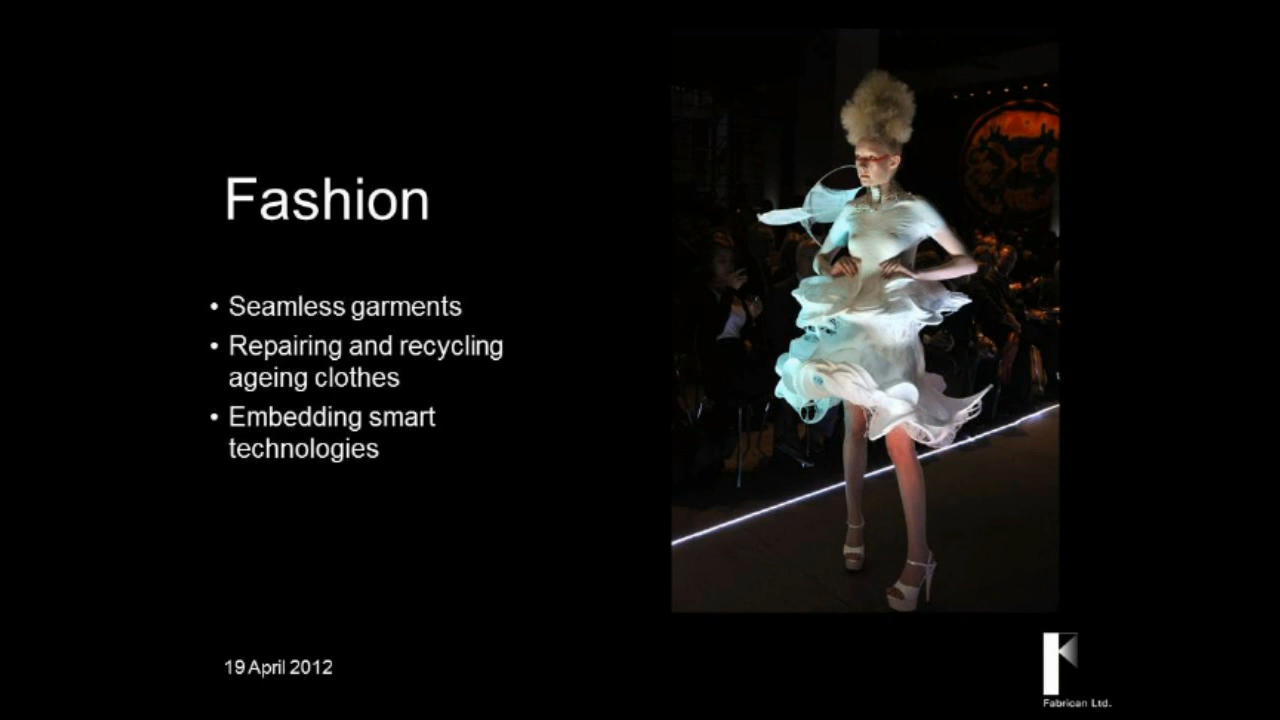 Fashion
• Seamless garments
• Repairing and recycling
ageing clothes
• Embedding smart
technologies
19 April 2012
Fabrican Ltd.